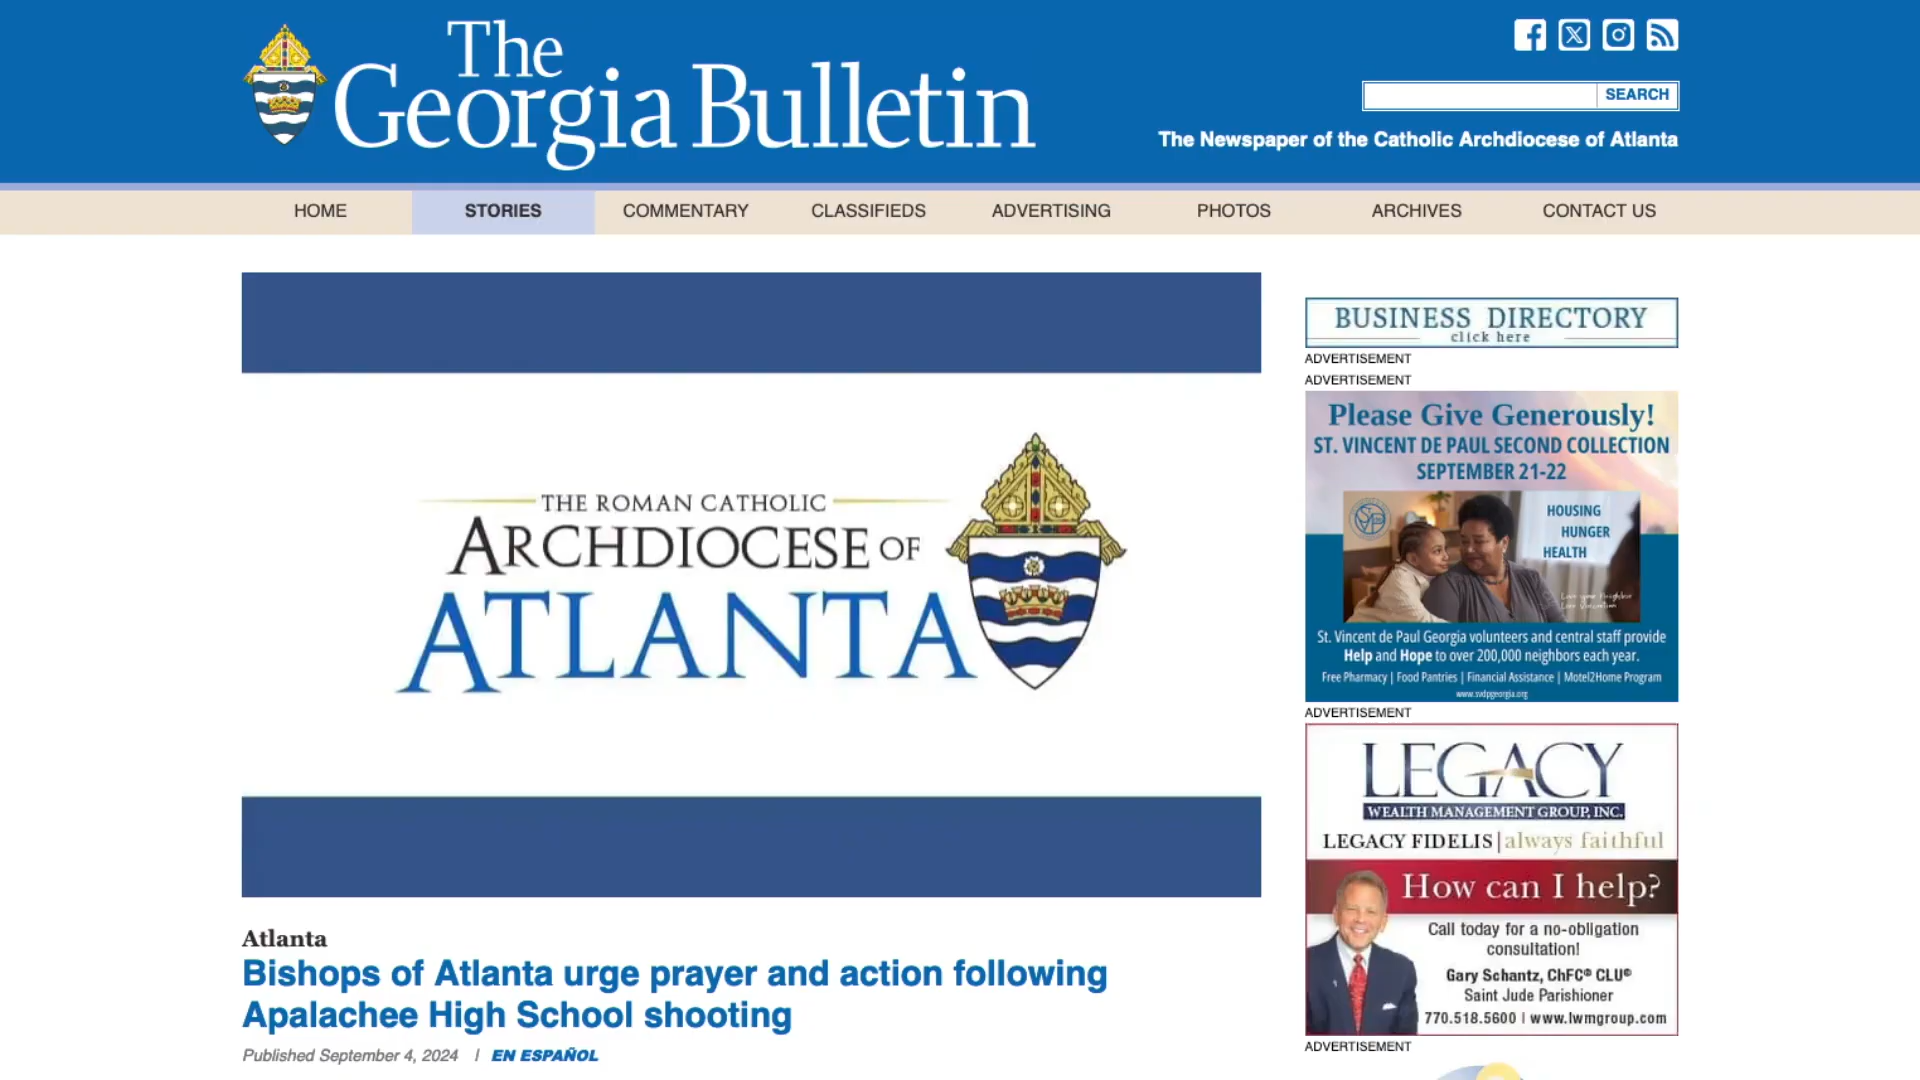 The
Georgia Bulletin
SEARCH
The Newspaper of the Catholic Archdiocese of Atlanta
HOME
STORIES
COMMENTARY
CLASSIFIEDS
ADVERTISING
PHOTOS
ARCHIVES
CONTACT US
THE ROMAN CATHOLIC
ARCHDIOCESE OF
ATLANTA
Atlanta
Bishops of Atlanta urge prayer and action following
Apalachee High School shooting
Published September 4, 2024 | EN ESPAÑOL
BUSINESS DIRECTORY
click here
ADVERTISEMENT
ADVERTISEMENT
Please Give Generously!
ST. VINCENT DE PAUL SECOND COLLECTION
SEPTEMBER 21-22
HOUSING
HUNGER
HEALTH
St. Vincent de Paul Georgia volunteers and central staff provide
Help and Hope to over 200,000 neighbors each year.
Free Pharmacy | Food Pantries | Financial Assistance | Motel2Home Program
www.svdpgeorgia.org
ADVERTISEMENT
LEGACY
WEALTH MANAGEMENT GROUP, INC.
LEGACY FIDELIS | always faithful
How can I help?
Call today for a no-obligation
consultation!
Gary Schantz, ChFC® CLU®
Saint Jude Parishioner
770.518.5600 | www.lwmgroup.com
ADVERTISEMENT